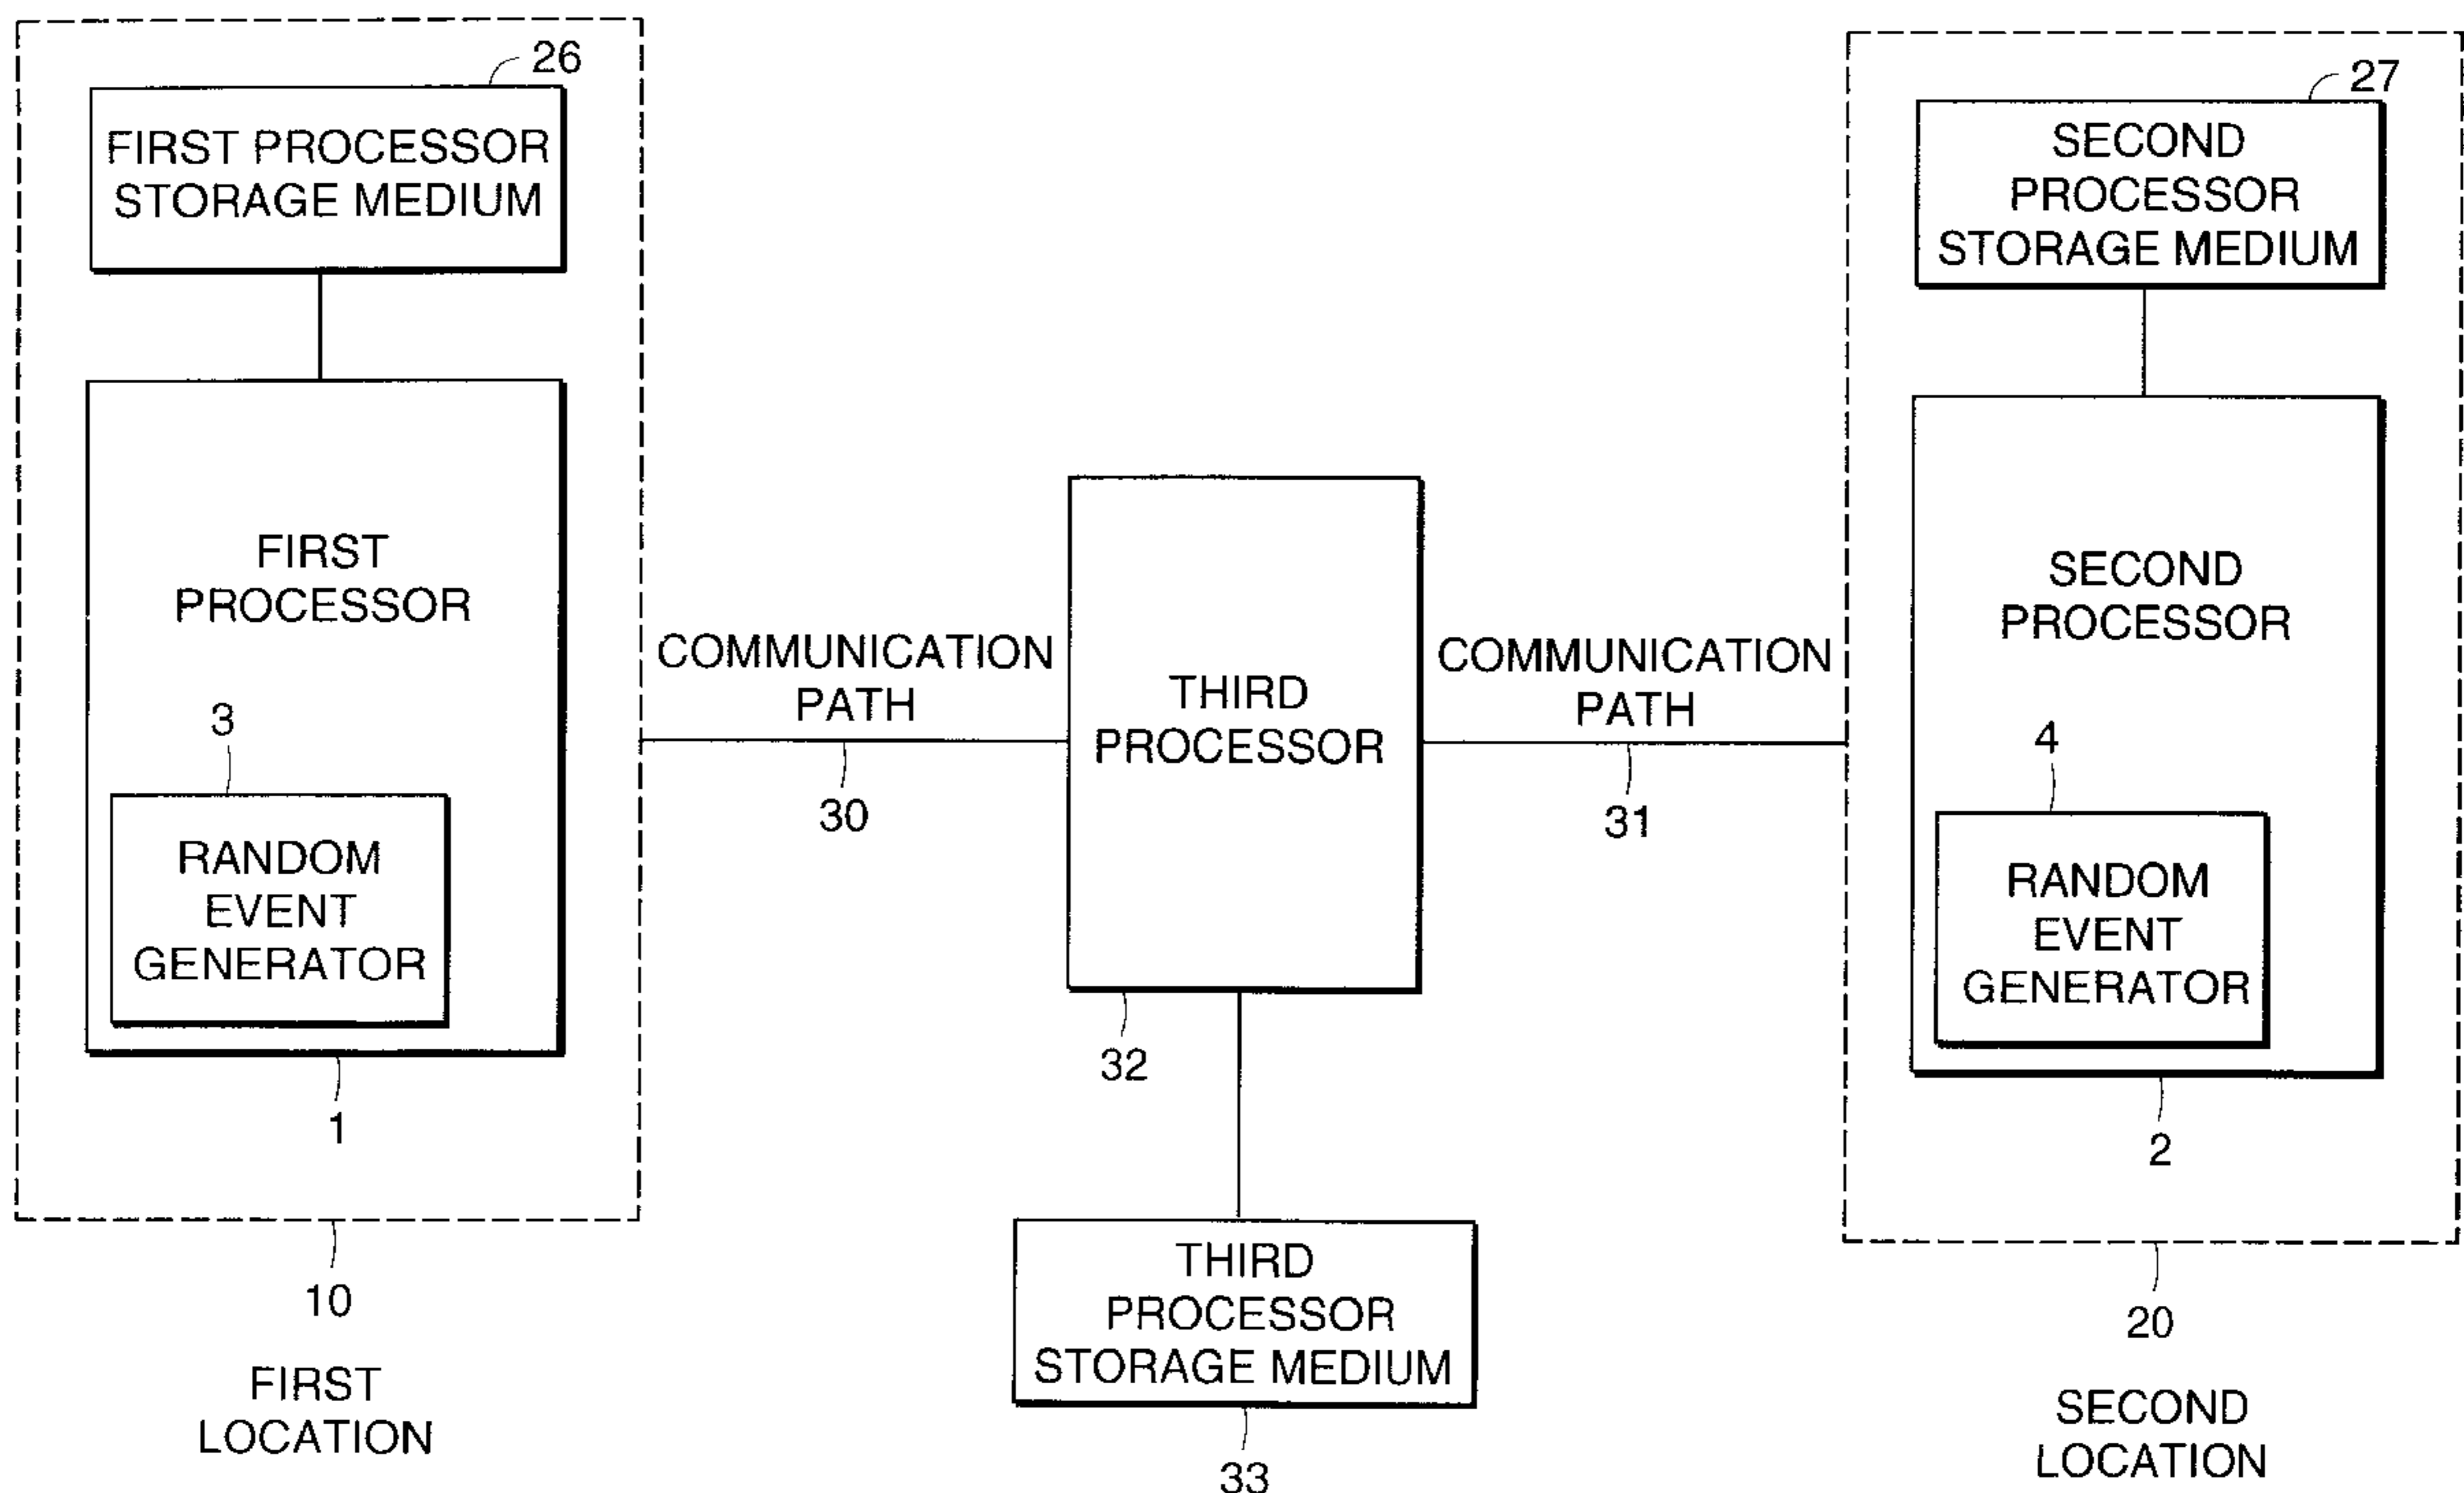 26
FIRST PROCESSOR
STORAGE MEDIUM
FIRST
PROCESSOR
3
RANDOM
EVENT
GENERATOR
1
10
FIRST
LOCATION
COMMUNICATION
PATH
30
THIRD
PROCESSOR
32
THIRD
PROCESSOR
STORAGE MEDIUM
33
COMMUNICATION
PATH
31
27
SECOND
PROCESSOR
STORAGE MEDIUM
SECOND
PROCESSOR
4
RANDOM
EVENT
GENERATOR
2
20
SECOND
LOCATION